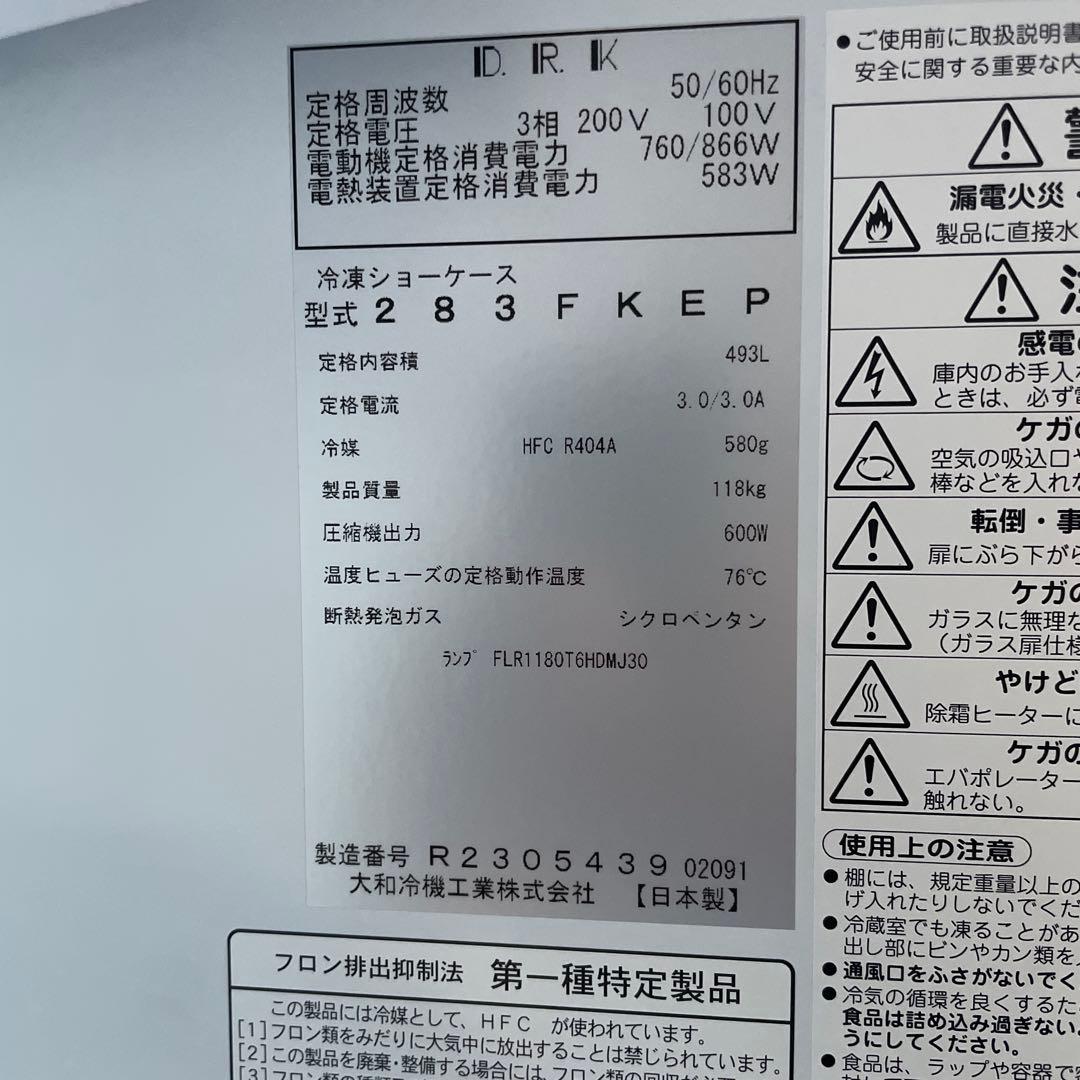 D.R.K
定格周波数 50/60Hz
定格電圧 3相 200V 100V
電動機定格消費電力 760/866W
電熱装置定格消費電力 583W
冷凍ショーケース
型式 283FKEP
定格内容積 493L
定格電流 3.0/3.0A
冷媒 HFC R404A 580g
製品質量 118kg
圧縮機出力 600W
温度ヒューズの定格動作温度 76℃
断熱発泡ガス シクロペンタン
ﾗﾝﾌﾟ FLR1180T6HDMJ30
製造番号 R2305439 02091
大和冷機工業株式会社 【日本製】
フロン排出抑制法 第一種特定製品
この製品には冷媒として、HFC が使われています。
[1]フロン類をみだりに大気中に放出することは禁じられています。
[2]この製品を廃棄・整備する場合には、フロン類の回収が必要
[3]
●ご使用前に取扱説明書
安全に関する重要な内
漏電火災・
製品に直接水
感電の
庫内のお手入れ
ときは、必ず電
ケガの
空気の吸込口や
棒などを入れな
転倒・事
扉にぶら下がら
ケガの
ガラスに無理な
（ガラス扉仕様
やけど
除霜ヒーターに
ケガの
エバポレーター
触れない。
使用上の注意
●棚には、規定重量以上の
げ入れたりしないでくだ
●冷蔵室でも凍ることがあ
出し部にビンやカン類を入
●通風口をふさがないでく
●冷気の循環を良くするた
食品は詰め込み過ぎない
うにしてください。
●食品は、ラップや容器で